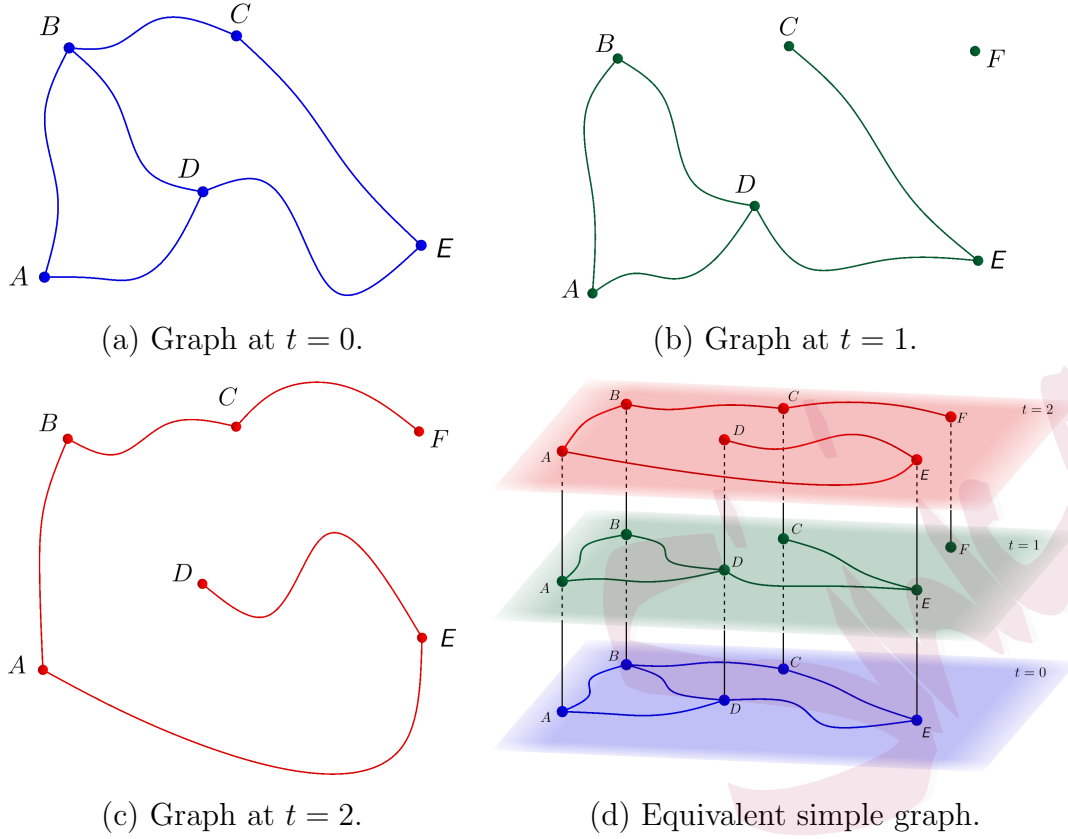 B
C
D
A
E
(a) Graph at t = 0.
B
C
F
D
A
E
(b) Graph at t = 1.
B
C
F
D
A
E
(c) Graph at t = 2.
B
C
t = 2
F
D
A
E
B
C
t = 1
F
D
A
E
B
C
t = 0
D
A
E
(d) Equivalent simple graph.